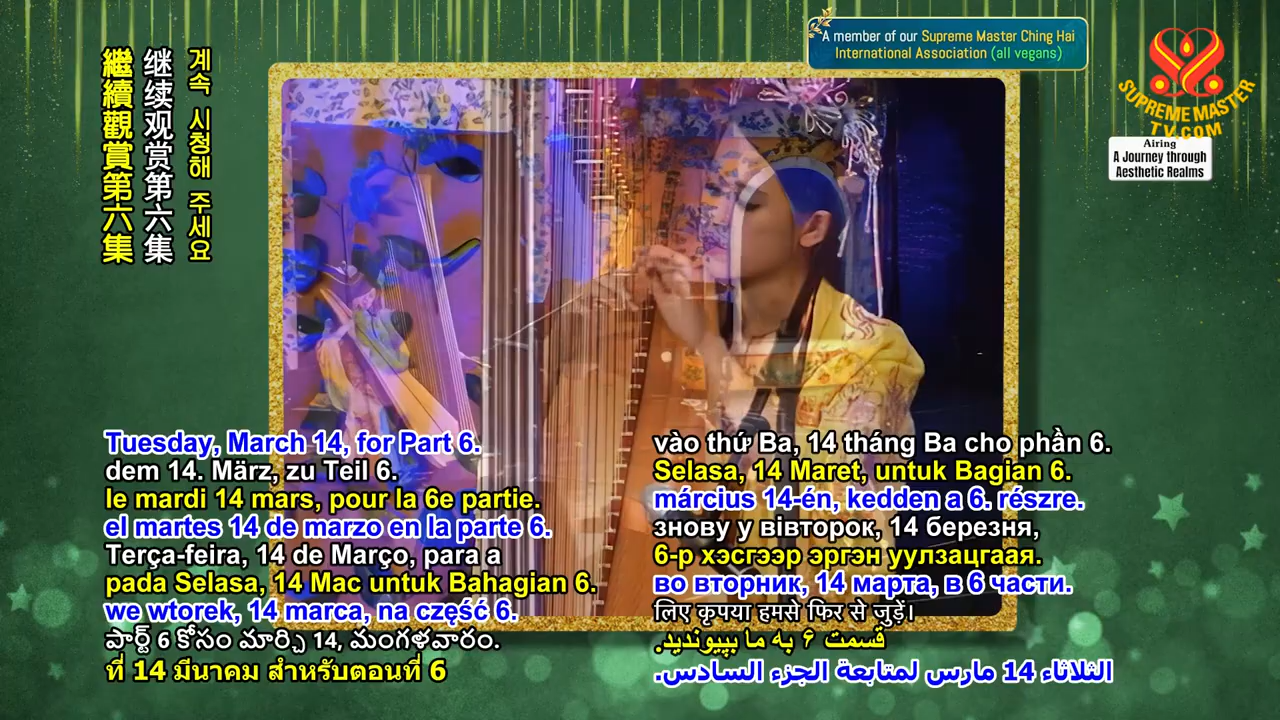 A member of our Supreme Master Ching Hai
International Association (all vegans)
SUPREME MASTER
TV.COM
Airing
A Journey through
Aesthetic Realms
繼續觀賞第六集
继续观赏第六集
계속 시청해 주세요
Tuesday, March 14, for Part 6.
dem 14. März, zu Teil 6.
le mardi 14 mars, pour la 6e partie.
el martes 14 de marzo en la parte 6.
Terça-feira, 14 de Março, para a
pada Selasa, 14 Mac untuk Bahagian 6.
we wtorek, 14 marca, na część 6.
పార్ట్ 6 కోసం మార్చి 14, మంగళవారం.
ที่ 14 มีนาคม สำหรับตอนที่ 6
vào thứ Ba, 14 tháng Ba cho phần 6.
Selasa, 14 Maret, untuk Bagian 6.
március 14-én, kedden a 6. részre.
знову у вівторок, 14 березня,
6-р хэсгээр эргэн уулзацгаая.
во вторник, 14 марта, в 6 части.
लिए कृपया हमसे फिर से जुड़ें।
قسمت ۶ به ما بپیوندید.
الثلاثاء 14 مارس لمتابعة الجزء السادس.